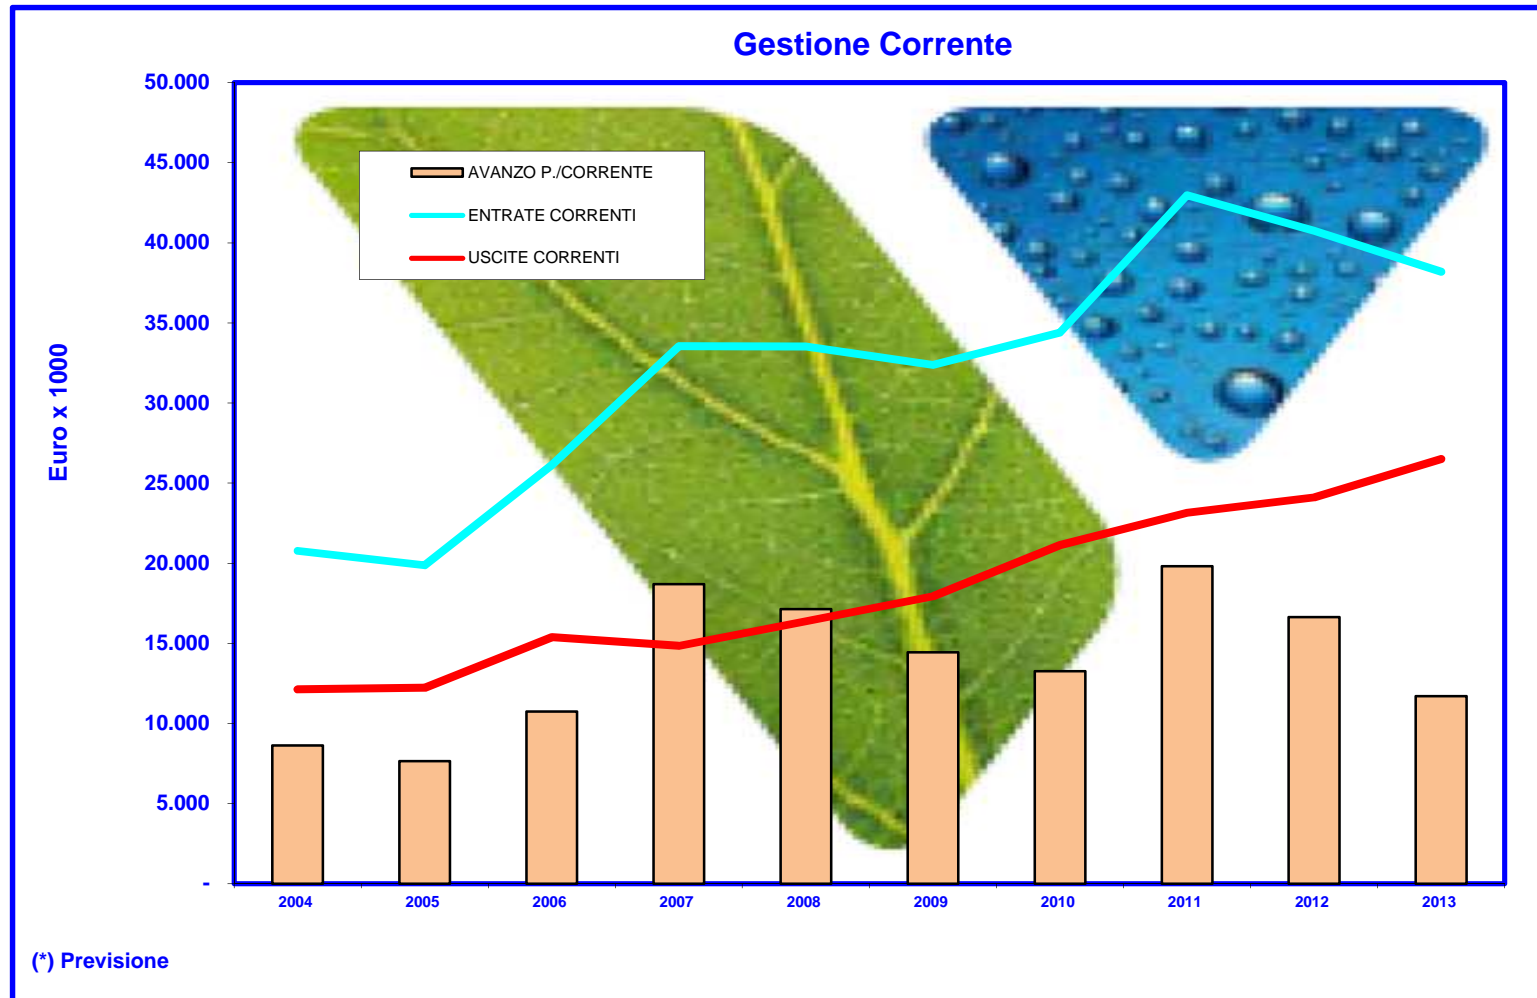 Gestione Corrente
50.000
45.000
40.000
35.000
30.000
25.000
20.000
15.000
10.000
5.000
-
Euro x 1000
AVANZO P./CORRENTE
ENTRATE CORRENTI
USCITE CORRENTI
2004 2005 2006 2007 2008 2009 2010 2011 2012 2013
(*) Previsione